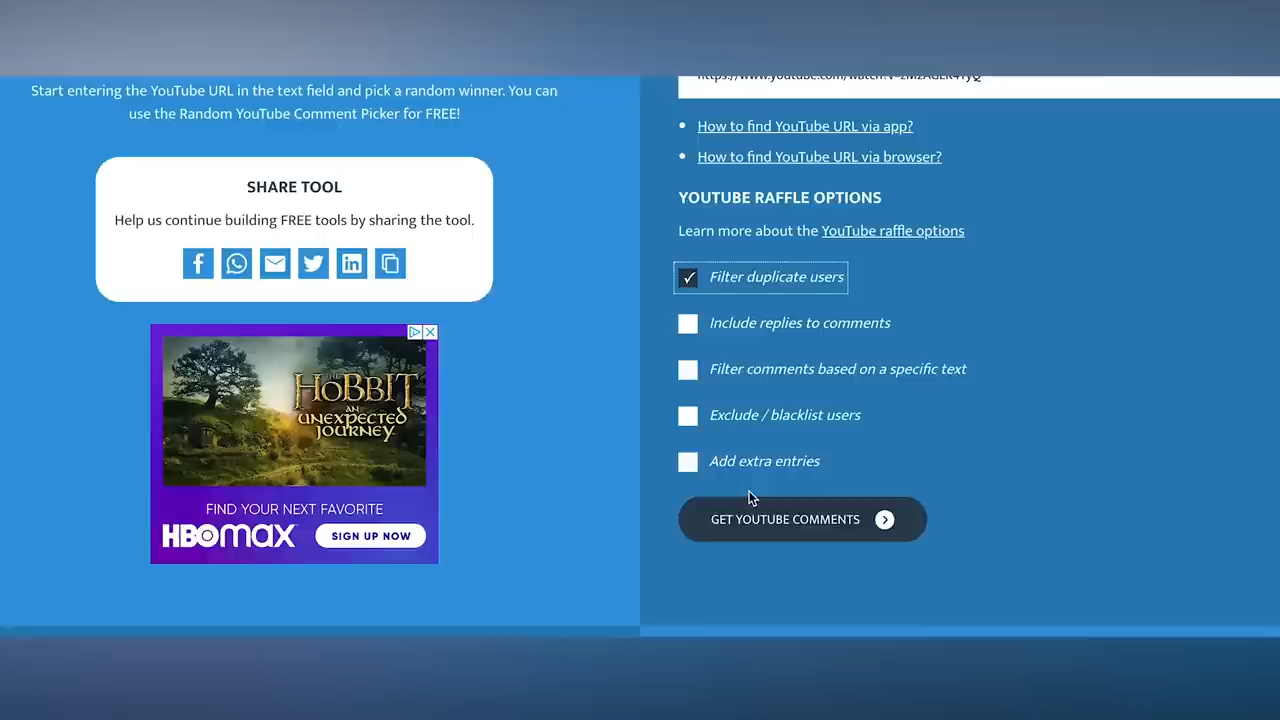 Start entering the YouTube URL in the text field and pick a random winner. You can
use the Random YouTube Comment Picker for FREE!
SHARE TOOL
Help us continue building FREE tools by sharing the tool.
THE HOBBIT
AN
UNEXPECTED
JOURNEY
FIND YOUR NEXT FAVORITE
HBOMAX
SIGN UP NOW
How to find YouTube URL via app?
How to find YouTube URL via browser?
YOUTUBE RAFFLE OPTIONS
Learn more about the YouTube raffle options
Filter duplicate users
Include replies to comments
Filter comments based on a specific text
Exclude / blacklist users
Add extra entries
GET YOUTUBE COMMENTS